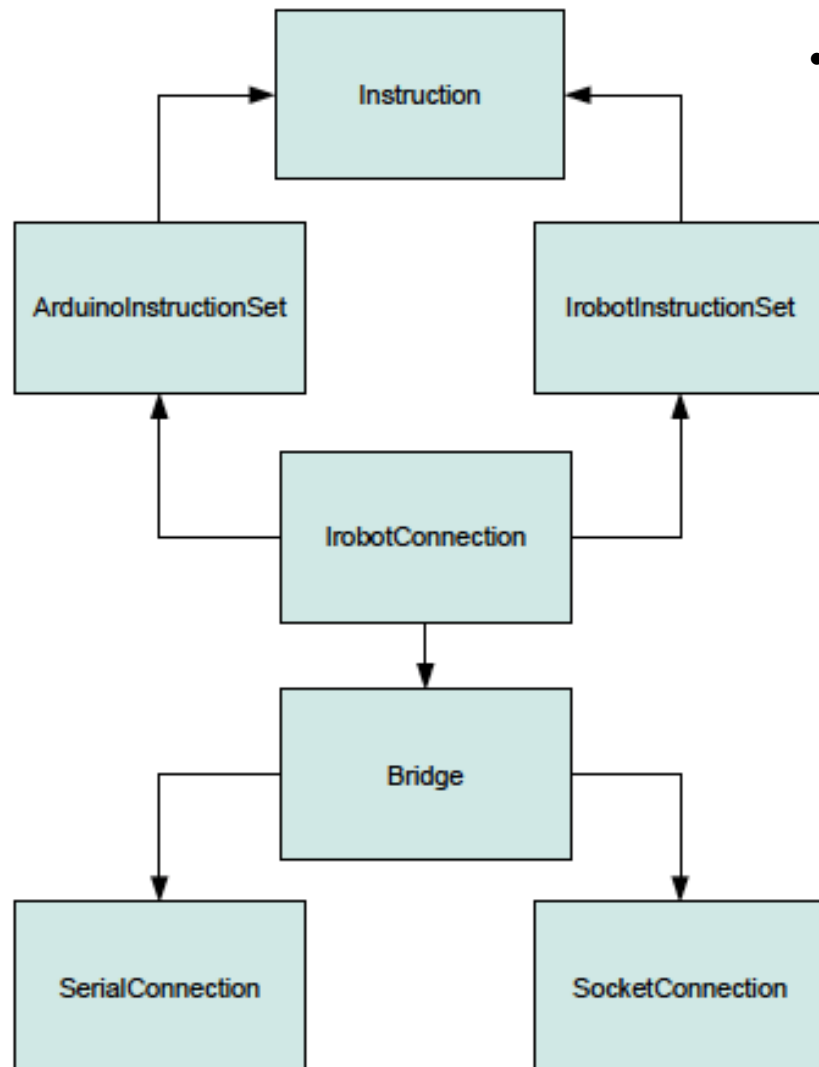 Instruction
ArduinoInstructionSet
IrobotInstructionSet
IrobotConnection
Bridge
SerialConnection
SocketConnection